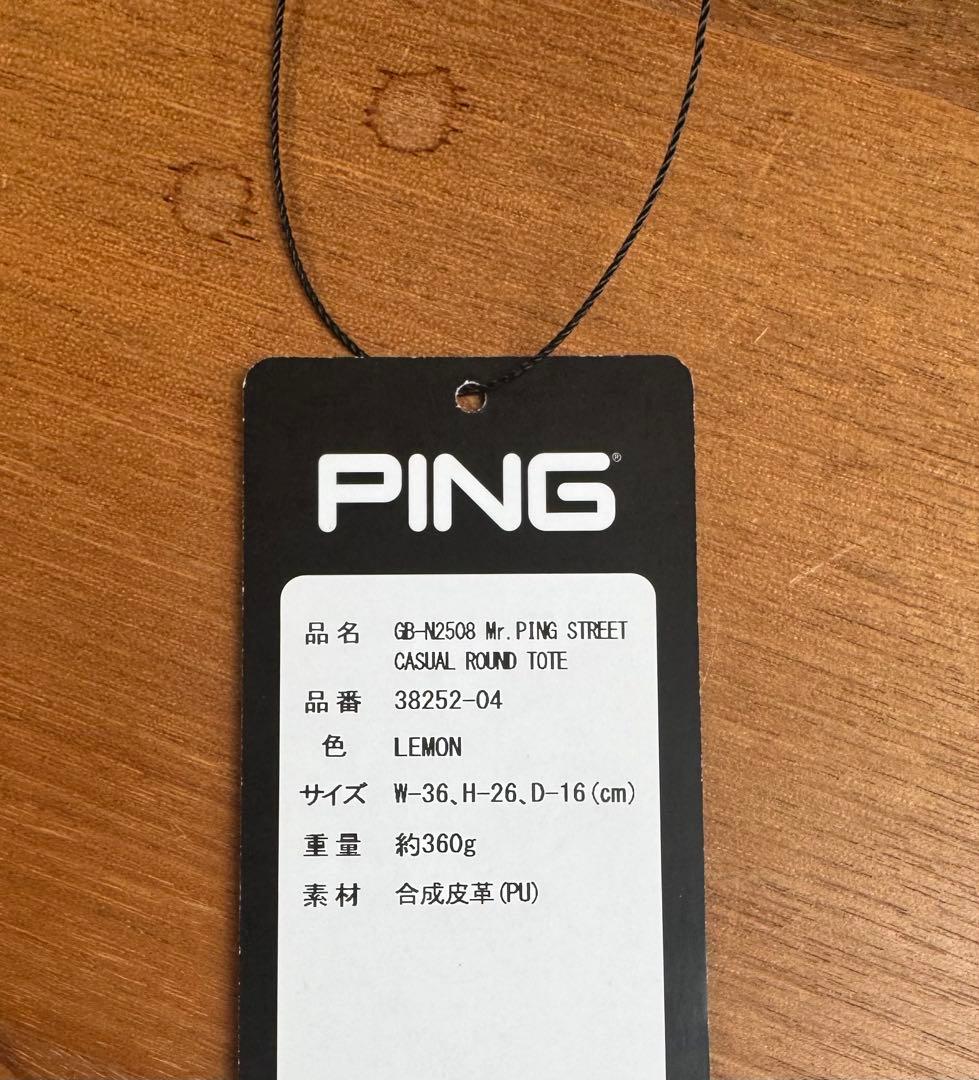 PING®
品名 GB-N2508 Mr.PING STREET
CASUAL ROUND TOTE
品番 38252-04
色 LEMON
サイズ W-36、H-26、D-16(cm)
重量 約360g
素材 合成皮革(PU)